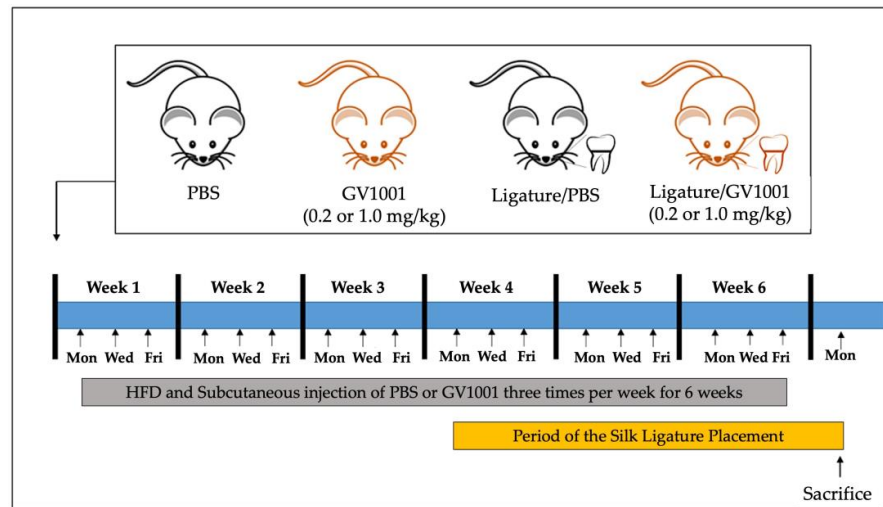 PBS
GV1001
(0.2 or 1.0 mg/kg)
Ligature/PBS
Ligature/GV1001
(0.2 or 1.0 mg/kg)
Week 1 Week 2 Week 3 Week 4 Week 5 Week 6
Mon Wed Fri Mon Wed Fri Mon Wed Fri Mon Wed Fri Mon Wed Fri Mon Wed Fri Mon
HFD and Subcutaneous injection of PBS or GV1001 three times per week for 6 weeks
Period of the Silk Ligature Placement
Sacrifice